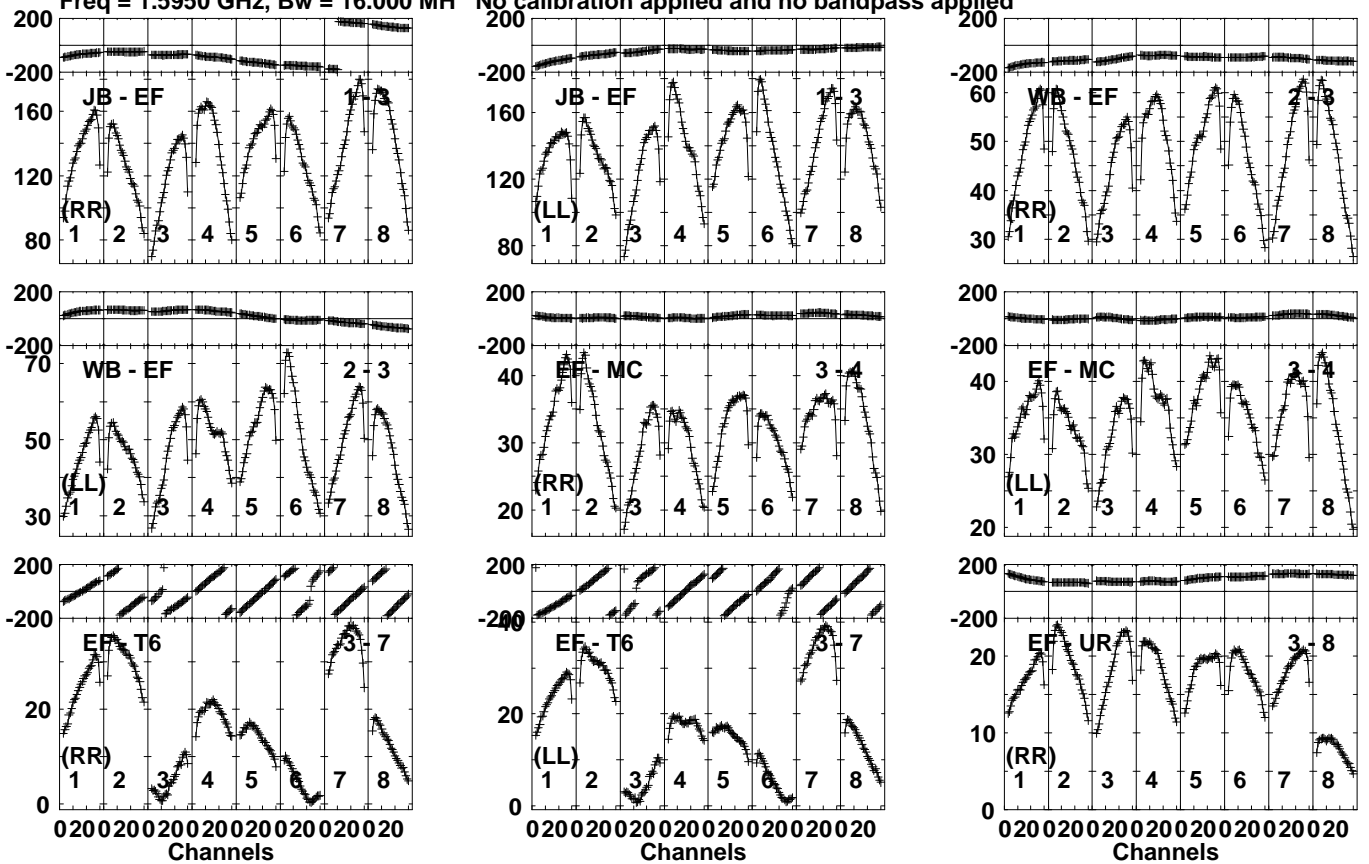 Freq = 1.5950 GHz, Bw = 16.000 MH No calibration applied and no bandpass applied
200 200 200
-200 -200 -200
JB - EF 1 - 3 JB - EF 1 - 3 WB - EF 2 - 3
160 160 60
50
120 120 40
(RR) (LL) (RR)
80 80 30
1 2 3 4 5 6 7 8 1 2 3 4 5 6 7 8 1 2 3 4 5 6 7 8
200 200 200
-200 -200 -200
WB - EF 2 - 3 EF - MC 3 - 4 EF - MC 3 - 4
70 40 40
50 30 30
(LL) (RR) (LL)
1 2 3 4 5 6 7 8 1 2 3 4 5 6 7 8 1 2 3 4 5 6 7 8
30 20 20
200 200 200
-200 -200 -200
40
EF - T6 3 - 7 EF - T6 3 - 7 EF - UR 3 - 8
20 20 20
10
(RR) (LL) (RR)
1 2 3 4 5 6 7 8 1 2 3 4 5 6 7 8 1 2 3 4 5 6 7 8
0 0 0
0 20 0 20 0 20 0 20 0 20 0 20 0 20 0 20 0 20 0 20 0 20 0 20 0 20 0 20 0 20 0 20 0 20 0 20 0 20 0 20 0 20 0 20 0 20 0 20
Channels Channels Channels